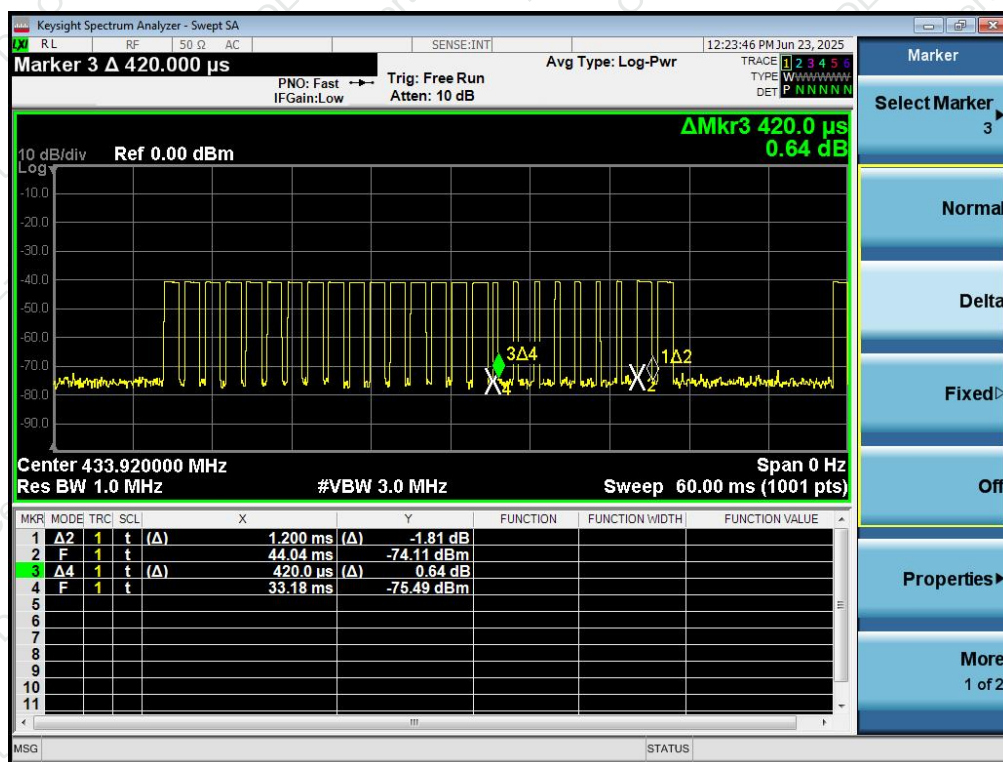 Keysight Spectrum Analyzer - Swept SA
LXI RL RF 50 Ω AC SENSE:INT 12:23:46 PM Jun 23, 2025
Marker 3 Δ 420.000 µs
PNO: Fast
IFGain:Low
Trig: Free Run
Atten: 10 dB
Avg Type: Log-Pwr
TRACE 1 2 3 4 5 6
TYPE WWWWWW
DET P N N N N N
ΔMkr3 420.0 µs
0.64 dB
10 dB/div Ref 0.00 dBm
Log
-10.0
-20.0
-30.0
-40.0
-50.0
-60.0
-70.0
-80.0
-90.0
3Δ4
4
1Δ2
2
Center 433.920000 MHz Span 0 Hz
Res BW 1.0 MHz #VBW 3.0 MHz Sweep 60.00 ms (1001 pts)
MKR MODE TRC SCL X Y FUNCTION FUNCTION WIDTH FUNCTION VALUE
1 Δ2 1 t (Δ) 1.200 ms (Δ) -1.81 dB
2 F 1 t 44.04 ms -74.11 dBm
3 Δ4 1 t (Δ) 420.0 µs (Δ) 0.64 dB
4 F 1 t 33.18 ms -75.49 dBm
5
6
7
8
9
10
11
MSG STATUS
Marker
Select Marker
3
Normal
Delta
Fixed
Off
Properties
More
1 of 2